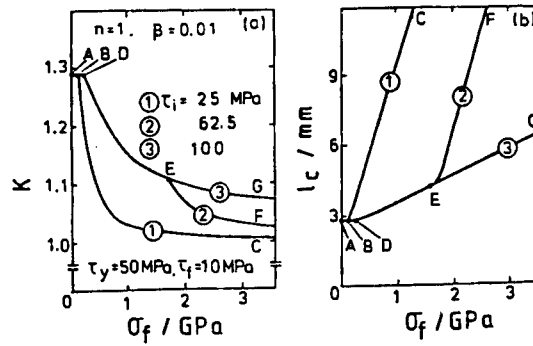 n=1. β=0.01 (a)
A B D
1.3
① τi= 25 MPa
② 62.5
③ 100
1.2
K
E
1.1
③ G
② F
1.0
① C
τy=50MPa, τf=10MPa
0 1 2 3
σf / GPa
C F (b)
9
①
②
lc / mm
6
③ G
E
3
A B D
0
0 1 2 3
σf / GPa